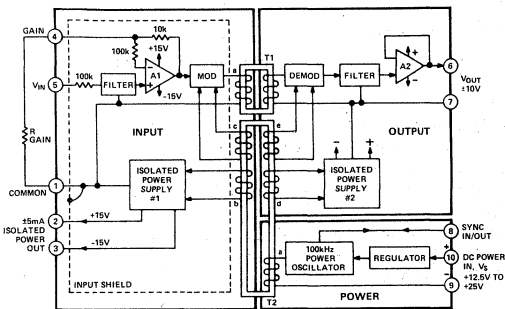 GAIN
4
10k
100k
+15V
A1
-15V
V IN
5
100k
FILTER
MOD
a
T1
DEMOD
FILTER
A2
6
V OUT
±10V
7
R
GAIN
INPUT
OUTPUT
c
e
COMMON
1
ISOLATED
POWER
SUPPLY
#1
b
d
ISOLATED
POWER
SUPPLY
#2
- +
±5mA
ISOLATED
POWER
OUT
2
+15V
3
-15V
INPUT SHIELD
T2
a
100kHz
POWER
OSCILLATOR
REGULATOR
POWER
8
SYNC
IN/OUT
+
10
DC POWER
IN, VS
-
9
+12.5V TO
+25V